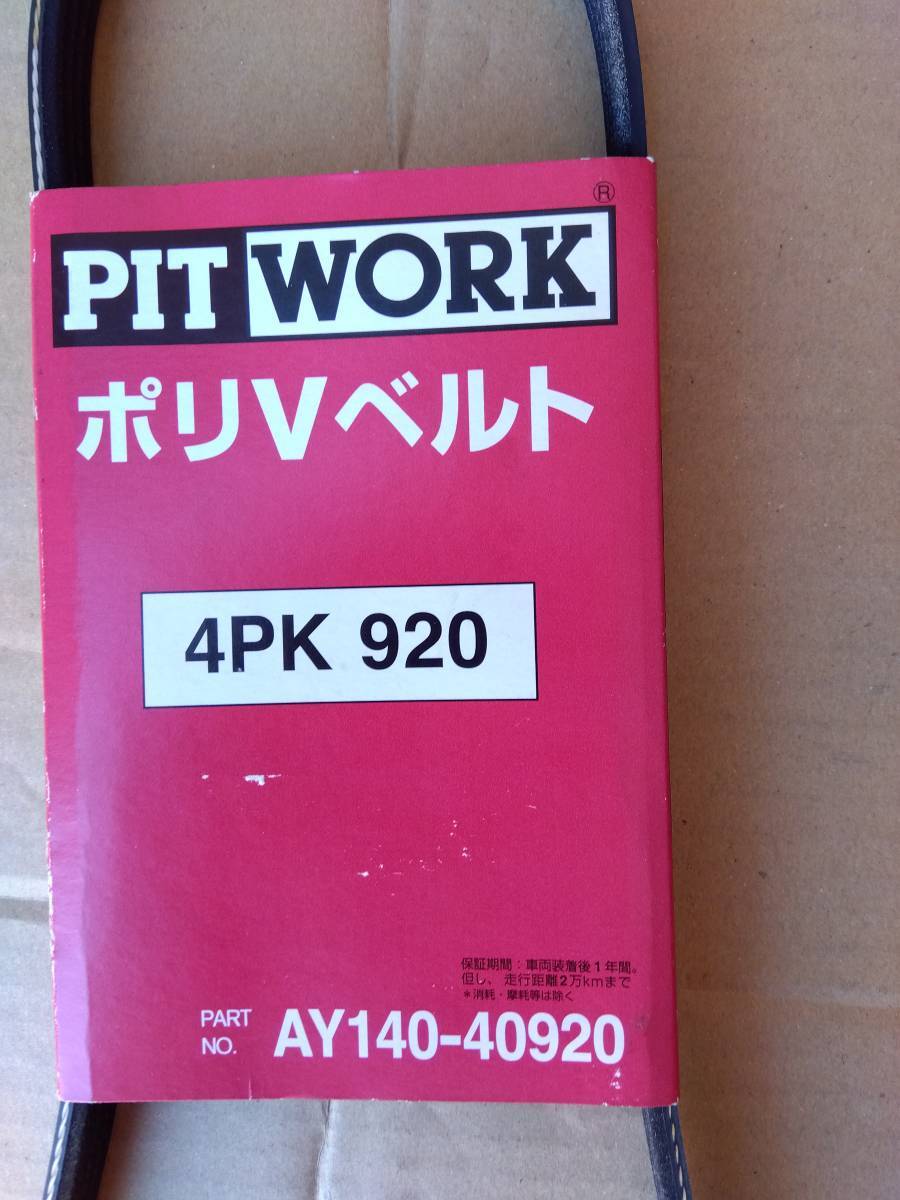 ®
PIT WORK
ポリVベルト
4PK 920
保証期間：車両装着後1年間。
但し、走行距離2万kmまで
*消耗・摩耗等は除く
PART NO. AY140-40920